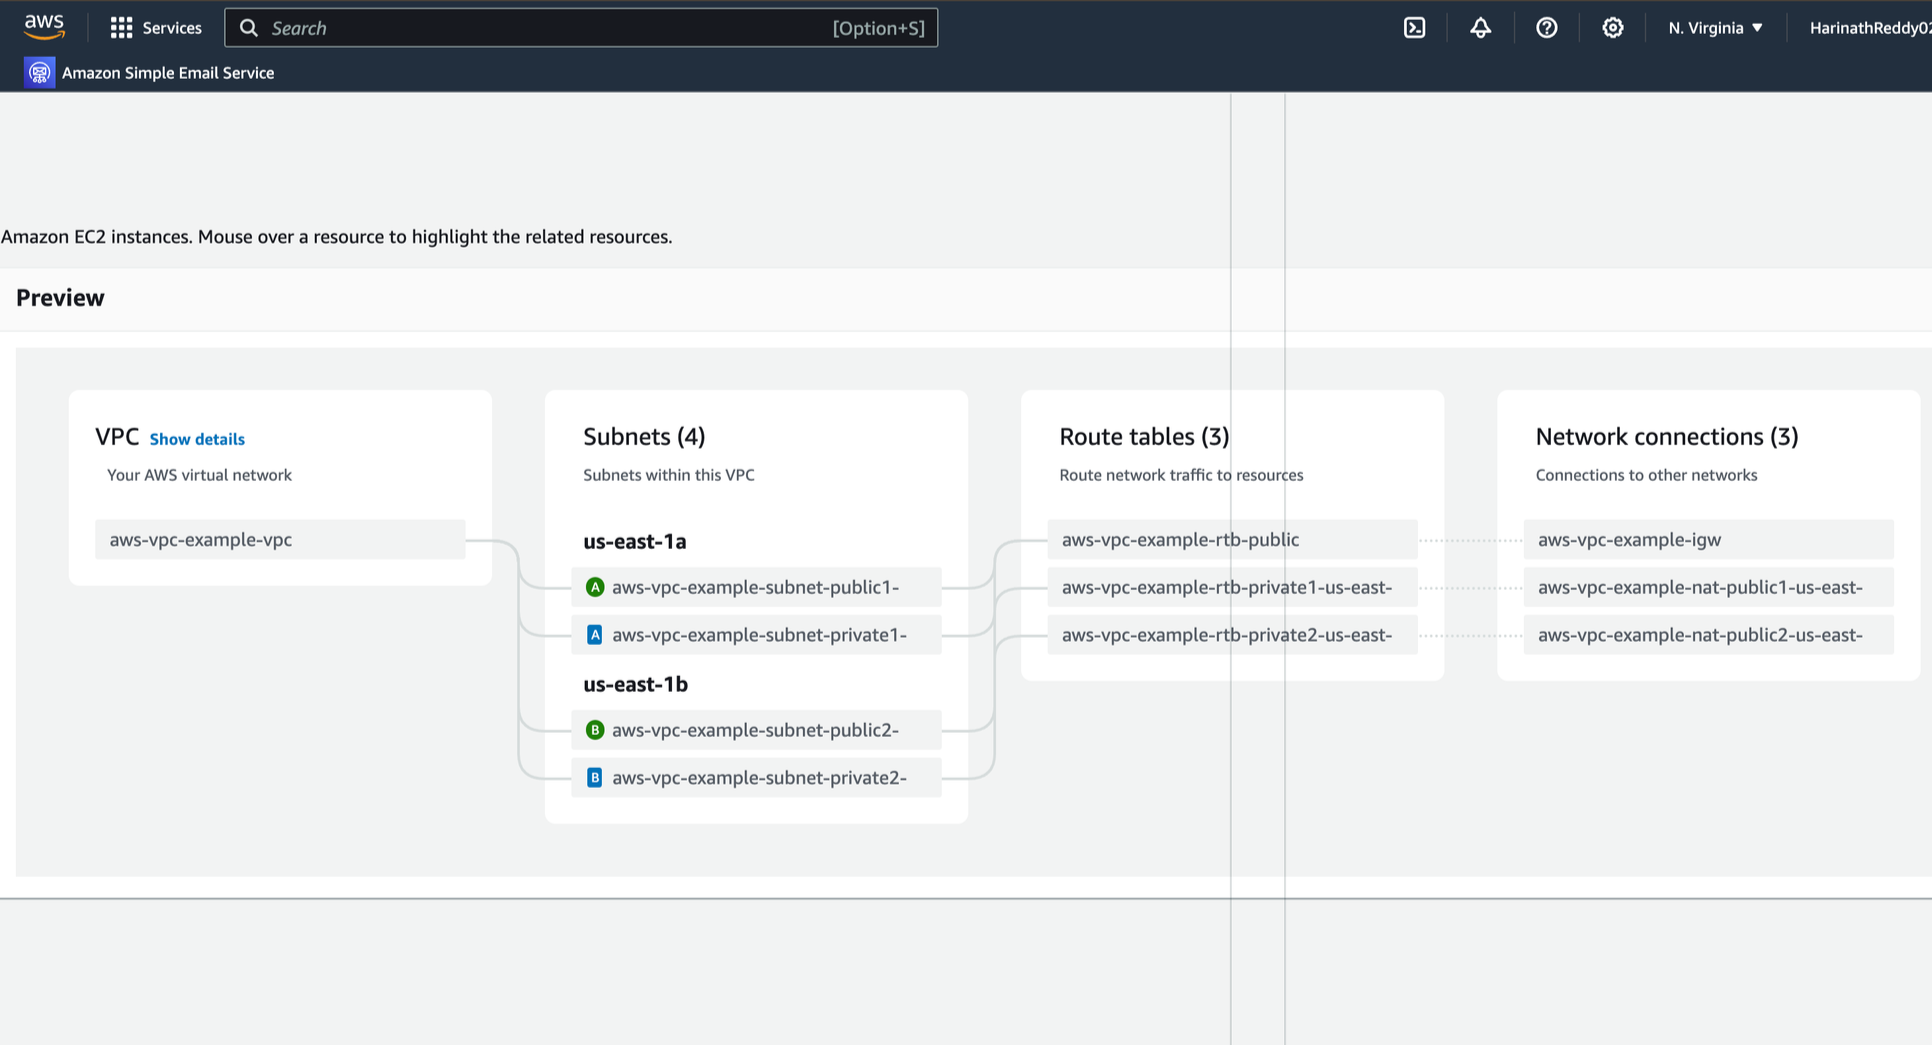 aws
Services
Search
[Option+S]
N. Virginia
HarinathReddy02
Amazon Simple Email Service
Amazon EC2 instances. Mouse over a resource to highlight the related resources.
Preview
VPC Show details
Your AWS virtual network
aws-vpc-example-vpc
Subnets (4)
Subnets within this VPC
us-east-1a
A aws-vpc-example-subnet-public1-
A aws-vpc-example-subnet-private1-
us-east-1b
B aws-vpc-example-subnet-public2-
B aws-vpc-example-subnet-private2-
Route tables (3)
Route network traffic to resources
aws-vpc-example-rtb-public
aws-vpc-example-rtb-private1-us-east-
aws-vpc-example-rtb-private2-us-east-
Network connections (3)
Connections to other networks
aws-vpc-example-igw
aws-vpc-example-nat-public1-us-east-
aws-vpc-example-nat-public2-us-east-